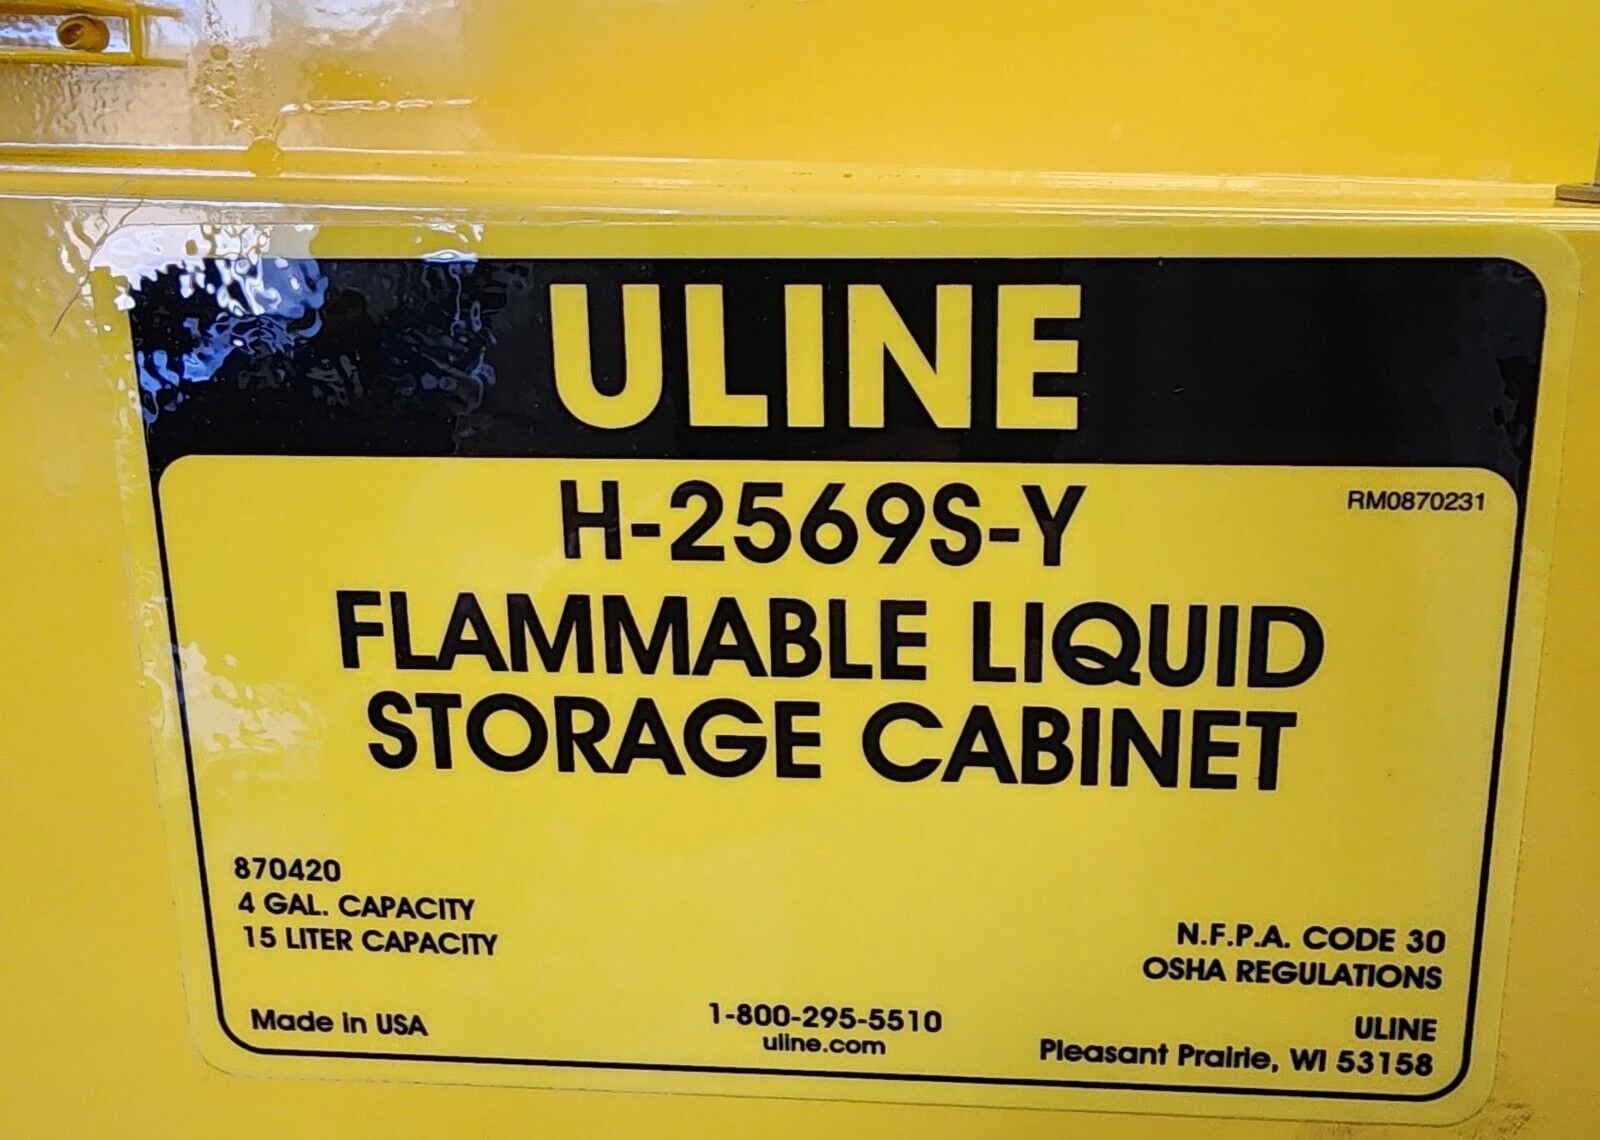 ULINE
H-2569S-Y
RM0870231
FLAMMABLE LIQUID
STORAGE CABINET
870420
4 GAL. CAPACITY
15 LITER CAPACITY
N.F.P.A. CODE 30
OSHA REGULATIONS
Made in USA
1-800-295-5510
uline.com
ULINE
Pleasant Prairie, WI 53158